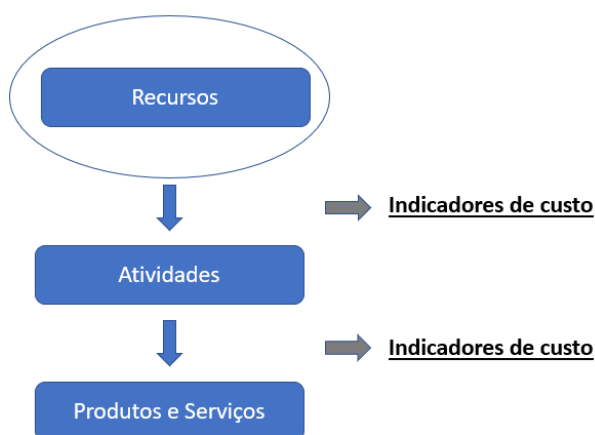 Recursos
Indicadores de custo
Atividades
Indicadores de custo
Produtos e Serviços